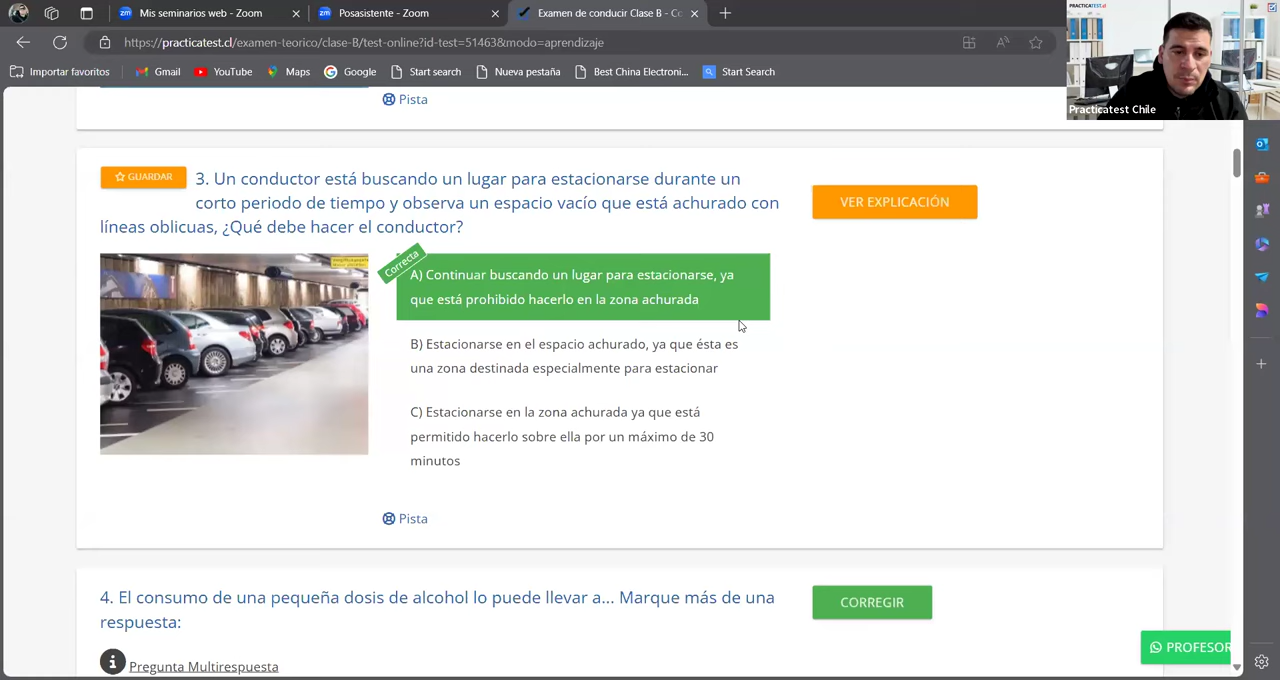 Mis seminarios web - Zoom
Posasistente - Zoom
Examen de conducir Clase B - Co
https://practicatest.cl/examen-teorico/clase-B/test-online?id-test=51463&modo=aprendizaje
Importar favoritos
Gmail
YouTube
Maps
Google
Start search
Nueva pestaña
Best China Electroni...
Start Search
PRACTICATEST.cl
Practicatest Chile
Pista
GUARDAR
3. Un conductor está buscando un lugar para estacionarse durante un
corto periodo de tiempo y observa un espacio vacío que está achurado con
líneas oblicuas, ¿Qué debe hacer el conductor?
VER EXPLICACIÓN
Correcta
A) Continuar buscando un lugar para estacionarse, ya
que está prohibido hacerlo en la zona achurada
B) Estacionarse en el espacio achurado, ya que ésta es
una zona destinada especialmente para estacionar
C) Estacionarse en la zona achurada ya que está
permitido hacerlo sobre ella por un máximo de 30
minutos
Pista
4. El consumo de una pequeña dosis de alcohol lo puede llevar a... Marque más de una
respuesta:
CORREGIR
Pregunta Multirespuesta
PROFESOR